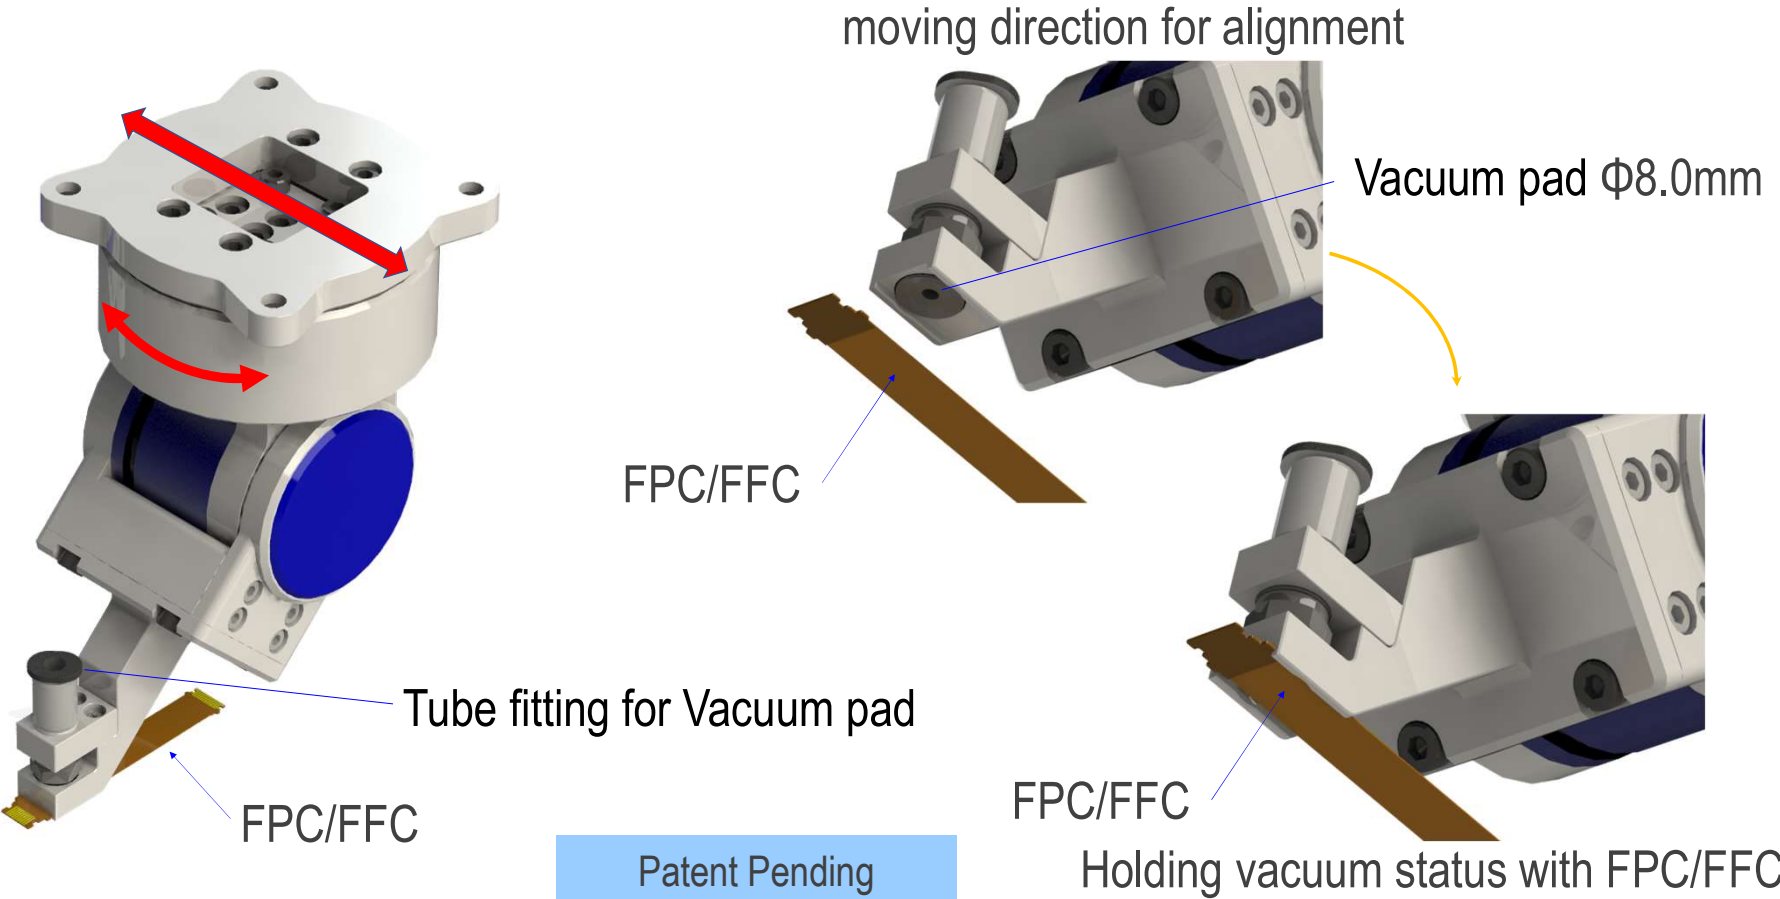 moving direction for alignment
Vacuum pad Φ8.0mm
FPC/FFC
Tube fitting for Vacuum pad
FPC/FFC
FPC/FFC
Patent Pending
Holding vacuum status with FPC/FFC